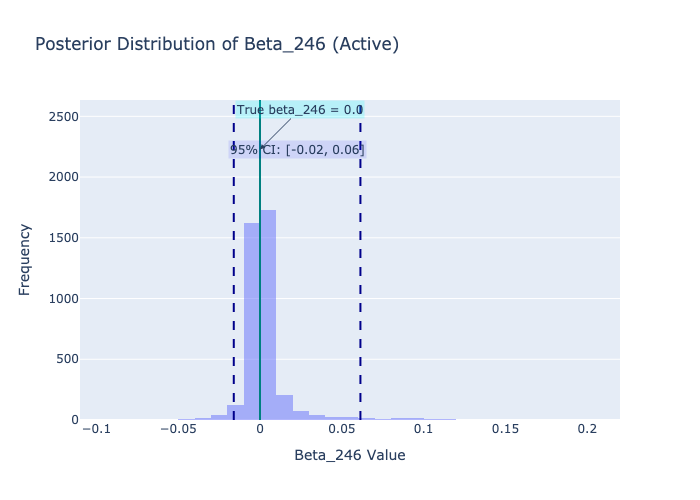 Posterior Distribution of Beta_246 (Active)
True beta_246 = 0.0
95% CI: [-0.02, 0.06]
2500
2000
1500
1000
500
0
Frequency
−0.1
−0.05
0
0.05
0.1
0.15
0.2
Beta_246 Value